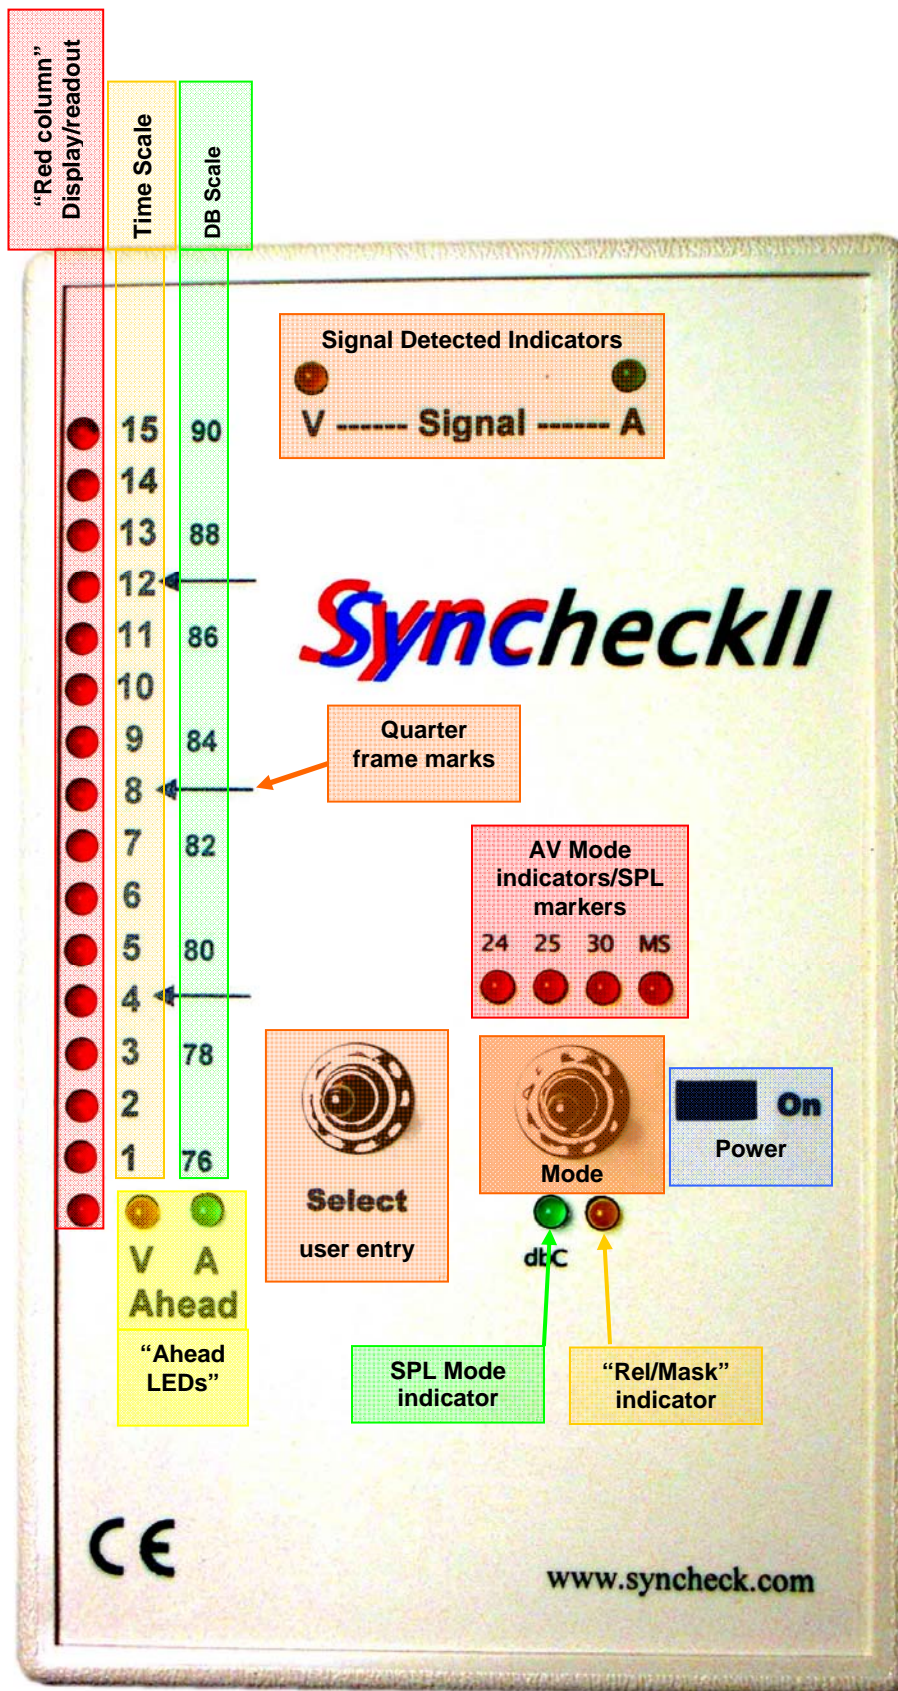 “Red column”
Display/readout
Time Scale
DB Scale
Signal Detected Indicators
V ------ Signal ------ A
15 90
14
13 88
12
SyncheckII
11 86
10
9 84
Quarter
frame marks
8
7 82
AV Mode
indicators/SPL
markers
6
24 25 30 MS
5 80
4
3 78
2
On
Power
1 76
Mode
Select
user entry
V A
Ahead
dbC
“Ahead
LEDs”
SPL Mode
indicator
“Rel/Mask”
indicator
CE
www.syncheck.com